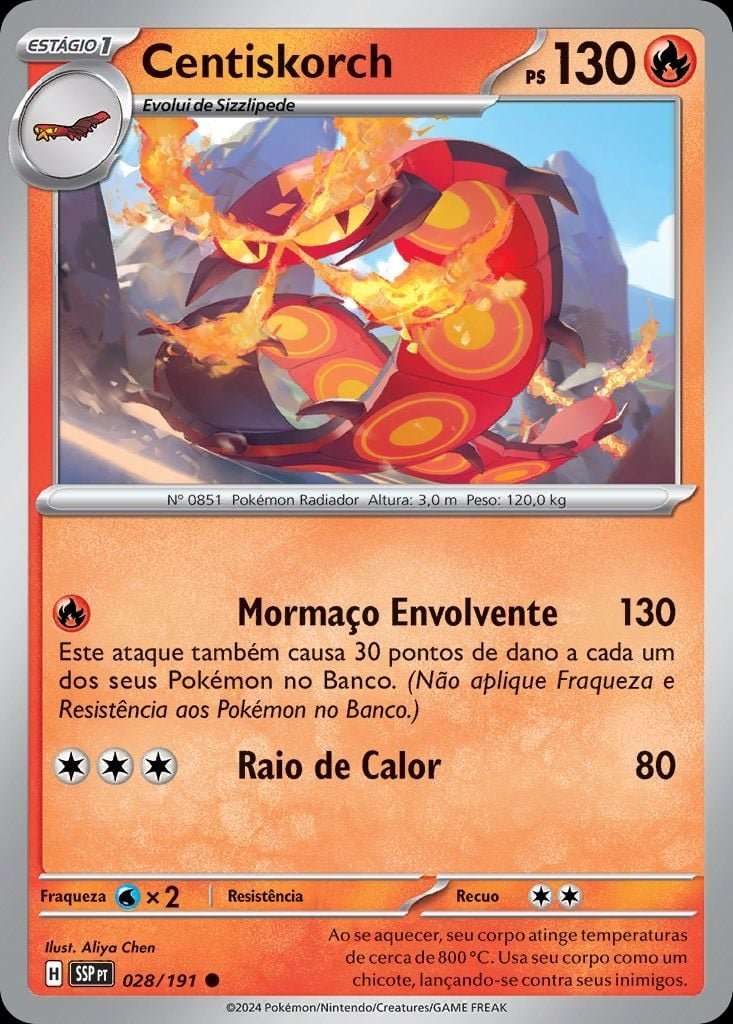 ESTÁGIO 1
Centiskorch
PS 130
Evolui de Sizzlipede
Nº 0851 Pokémon Radiador Altura: 3,0 m Peso: 120,0 kg
Mormaço Envolvente 130
Este ataque também causa 30 pontos de dano a cada um
dos seus Pokémon no Banco. (Não aplique Fraqueza e
Resistência aos Pokémon no Banco.)
Raio de Calor 80
Fraqueza ×2 Resistência Recuo
Ilust. Aliya Chen
H SSP PT 028/191
Ao se aquecer, seu corpo atinge temperaturas
de cerca de 800 °C. Usa seu corpo como um
chicote, lançando-se contra seus inimigos.
©2024 Pokémon/Nintendo/Creatures/GAME FREAK